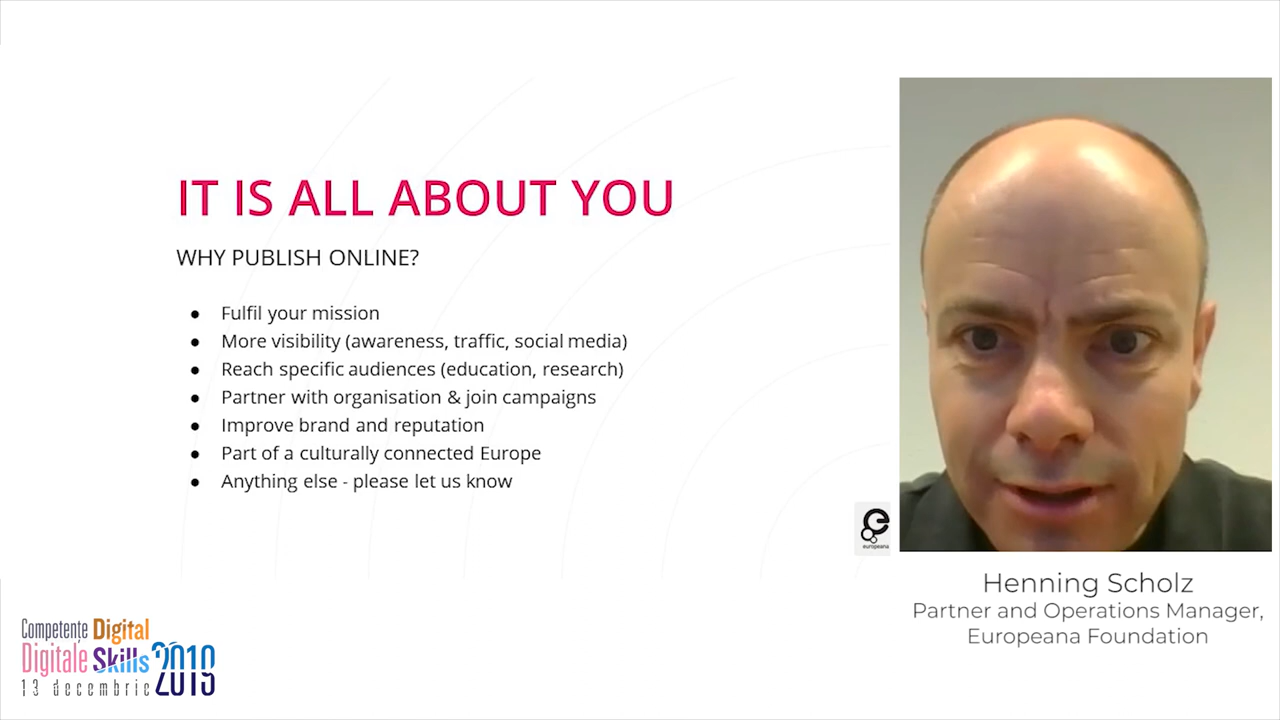 IT IS ALL ABOUT YOU
WHY PUBLISH ONLINE?
● Fulfil your mission
● More visibility (awareness, traffic, social media)
● Reach specific audiences (education, research)
● Partner with organisation & join campaigns
● Improve brand and reputation
● Part of a culturally connected Europe
● Anything else - please let us know
europeana
Henning Scholz
Partner and Operations Manager,
Europeana Foundation
Competențe Digital
Digitale Skills 2019
13 decembrie